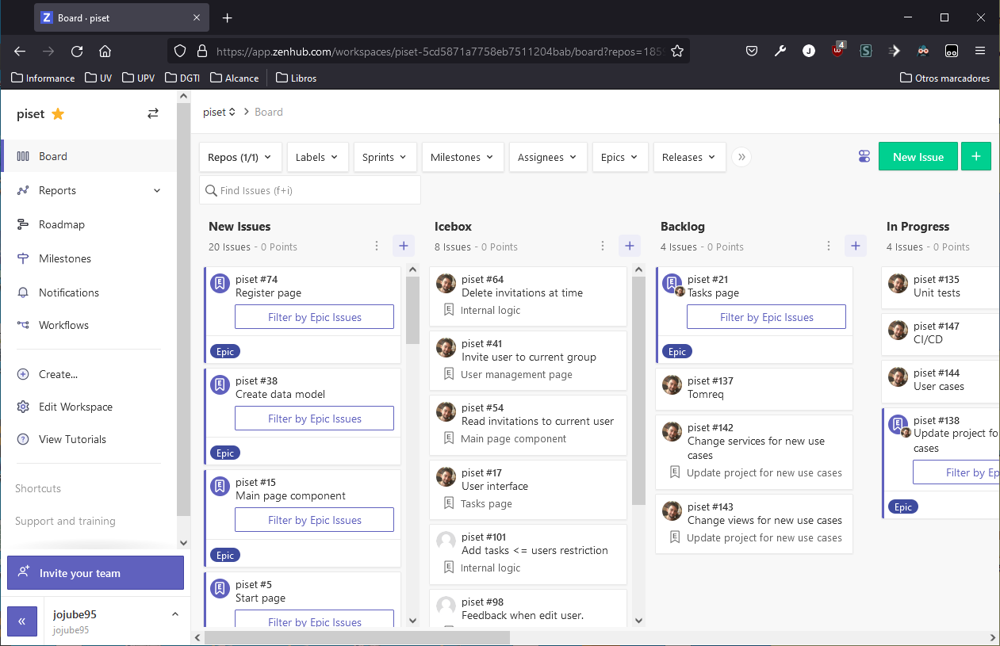 Board · piset
https://app.zenhub.com/workspaces/piset-5cd5871a7758eb7511204bab/board?repos=185
4
Informance
UV
UPV
DGTI
Alcance
Libros
Otros marcadores
piset
piset
Board
Board
Reports
Roadmap
Milestones
Notifications
Workflows
Create...
Edit Workspace
View Tutorials
Shortcuts
Support and training
Invite your team
jojube95
jojube95
Repos (1/1)
Labels
Sprints
Milestones
Assignees
Epics
Releases
New Issue
Find Issues (f+i)
New Issues
20 Issues - 0 Points
piset #74
Register page
Filter by Epic Issues
Epic
piset #38
Create data model
Filter by Epic Issues
Epic
piset #15
Main page component
Filter by Epic Issues
Epic
piset #5
Start page
Filter by Epic Issues
Icebox
8 Issues - 0 Points
piset #64
Delete invitations at time
Internal logic
piset #41
Invite user to current group
User management page
piset #54
Read invitations to current user
Main page component
piset #17
User interface
Tasks page
piset #101
Add tasks <= users restriction
Internal logic
piset #98
Feedback when edit user.
Backlog
4 Issues - 0 Points
piset #21
Tasks page
Filter by Epic Issues
Epic
piset #137
Tomreq
piset #142
Change services for new use
cases
Update project for new use cases
piset #143
Change views for new use cases
Update project for new use cases
In Progress
4 Issues - 0 Points
piset #135
Unit tests
piset #147
CI/CD
piset #144
User cases
piset #138
Update project fo
cases
Filter by Ep
Epic